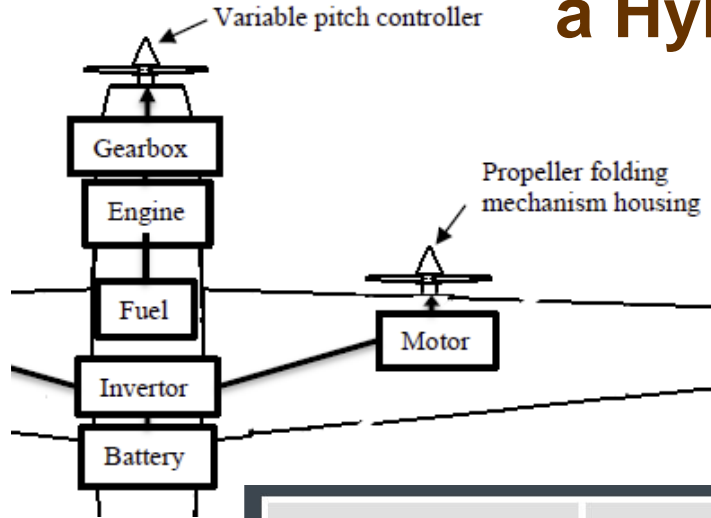 a Hy
Variable pitch controller
Gearbox
Engine
Propeller folding
mechanism housing
Fuel
Motor
Invertor
Battery